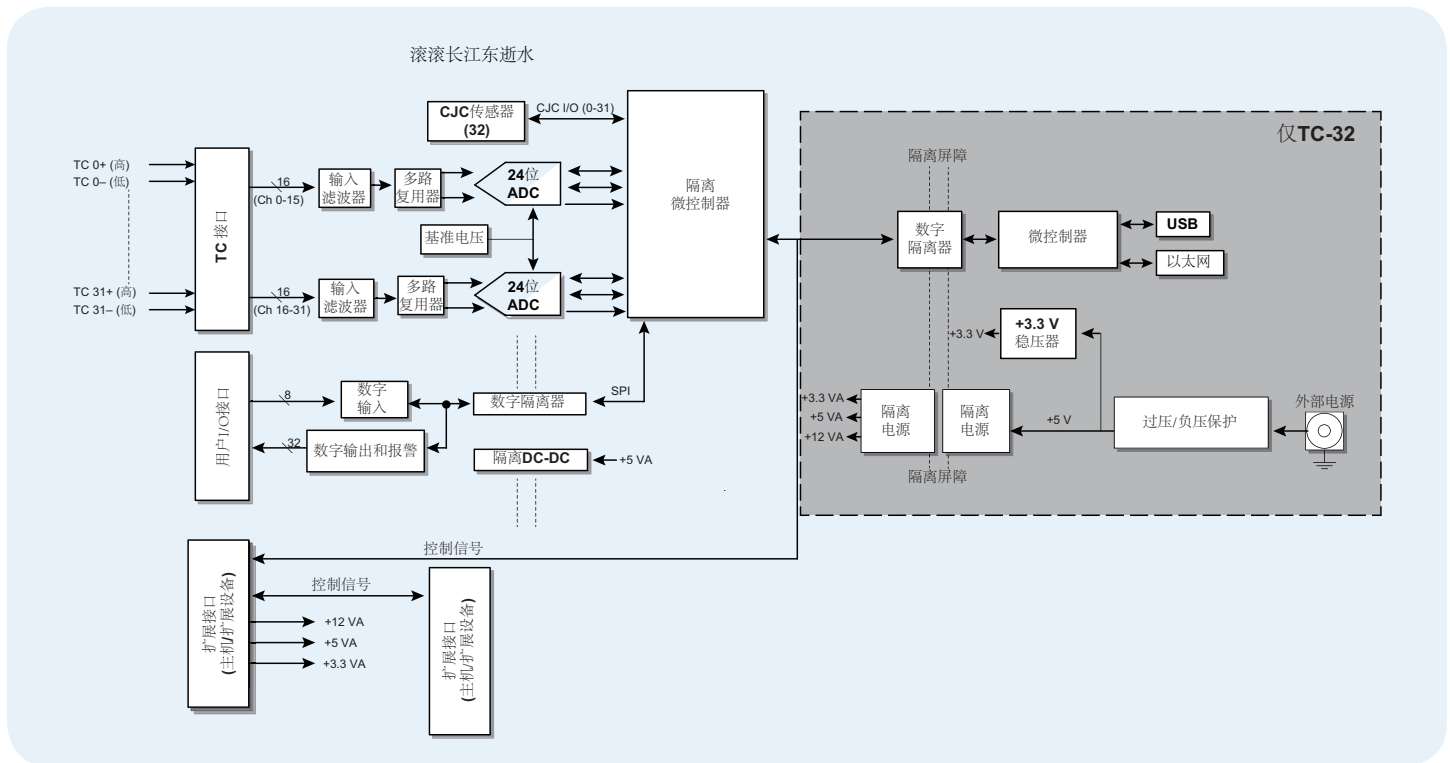 滚滚长江东逝水
CJC传感器
(32)
CJC I/O (0-31)
TC 0+ (高)
TC 0– (低)
TC 31+ (高)
TC 31– (低)
TC 接口
16
(Ch 0-15)
输入
滤波器
多路
复用器
24位
ADC
基准电压
16
(Ch 16-31)
输入
滤波器
多路
复用器
24位
ADC
隔离
微控制器
SPI
用户I/O接口
8
数字
输入
32
数字输出和报警
数字隔离器
隔离DC-DC
+5 VA
仅TC-32
隔离屏障
数字
隔离器
微控制器
USB
以太网
+3.3 V
+3.3 V
稳压器
+3.3 VA
+5 VA
+12 VA
隔离
电源
隔离
电源
+5 V
过压/负压保护
外部电源
隔离屏障
扩展接口
(主机/扩展设备)
控制信号
控制信号
+12 VA
+5 VA
+3.3 VA
扩展接口
(主机/扩展设备)